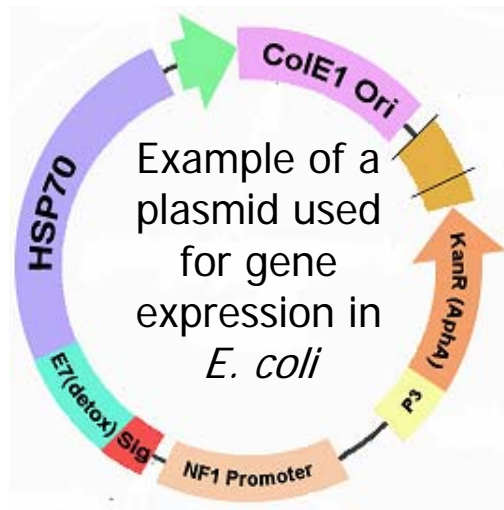 ColE1 Ori
HSP70
Example of a
plasmid used
for gene
expression in
E. coli
KanR (AphA)
P3
E7(detox)
Sig
NF1 Promoter